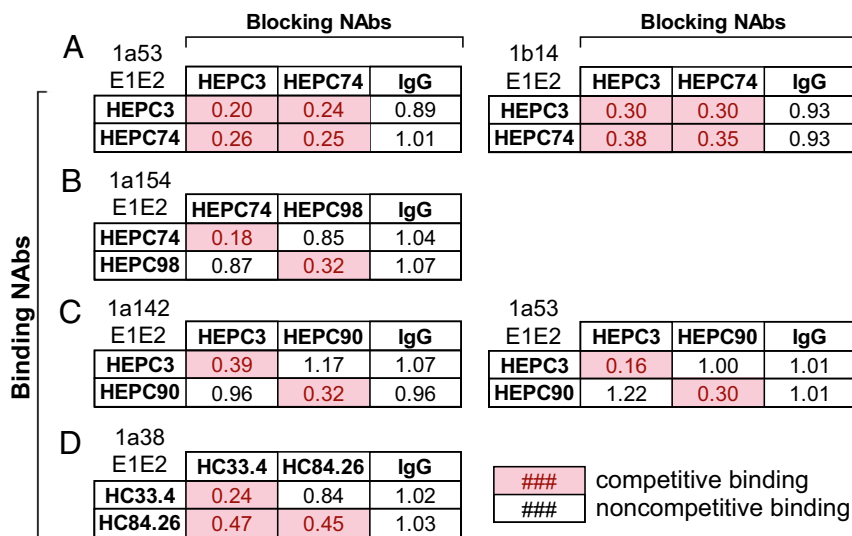 Blocking NAbs
Blocking NAbs
Binding NAbs
A
1a53
E1E2 HEPC3 HEPC74 IgG
HEPC3 0.20 0.24 0.89
HEPC74 0.26 0.25 1.01
1b14
E1E2 HEPC3 HEPC74 IgG
HEPC3 0.30 0.30 0.93
HEPC74 0.38 0.35 0.93
B
1a154
E1E2 HEPC74 HEPC98 IgG
HEPC74 0.18 0.85 1.04
HEPC98 0.87 0.32 1.07
C
1a142
E1E2 HEPC3 HEPC90 IgG
HEPC3 0.39 1.17 1.07
HEPC90 0.96 0.32 0.96
1a53
E1E2 HEPC3 HEPC90 IgG
HEPC3 0.16 1.00 1.01
HEPC90 1.22 0.30 1.01
D
1a38
E1E2 HC33.4 HC84.26 IgG
HC33.4 0.24 0.84 1.02
HC84.26 0.47 0.45 1.03
### competitive binding
### noncompetitive binding